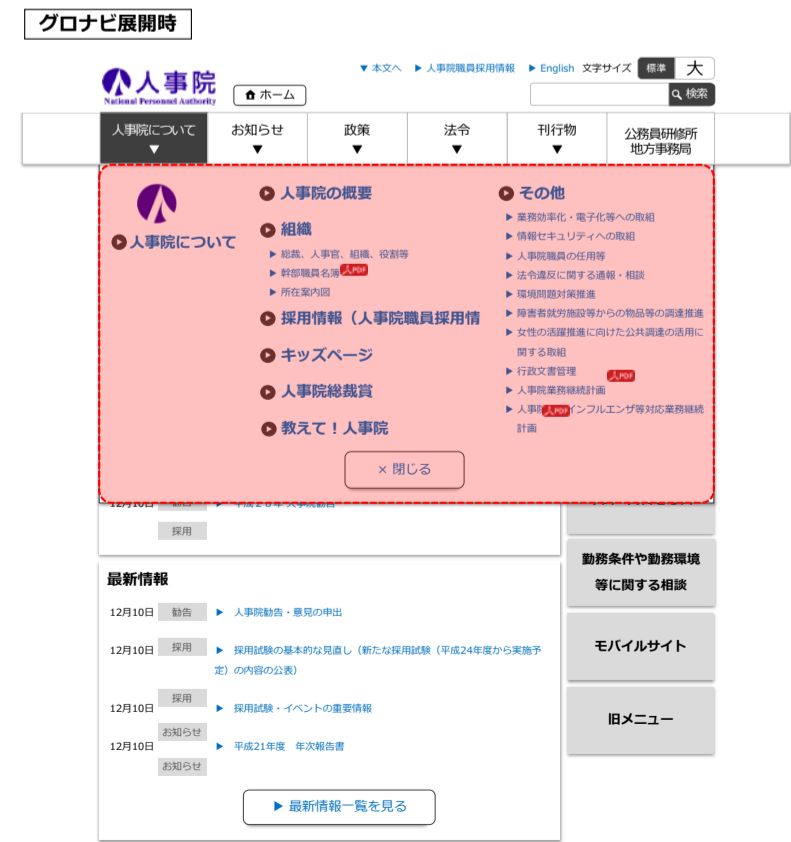 グロナビ展開時
人事院
National Personnel Authority
ホーム
▼ 本文へ ▶ 人事院職員採用情報 ▶ English 文字サイズ 標準 大
検索
人事院について ▼
お知らせ ▼
政策 ▼
法令 ▼
刊行物 ▼
公務員研修所
地方事務局
人事院について
人事院の概要
組織
▶ 総裁、人事官、組織、役割等
▶ 幹部職員名簿 PDF
▶ 所在案内図
採用情報（人事院職員採用情
キッズページ
人事院総裁賞
教えて！人事院
その他
▶ 業務効率化・電子化等への取組
▶ 情報セキュリティへの取組
▶ 人事院職員の任用等
▶ 法令違反に関する通報・相談
▶ 環境問題対策推進
▶ 障害者就労施設等からの物品等の調達推進
▶ 女性の活躍推進に向けた公共調達の活用に
関する取組
▶ 行政文書管理 PDF
▶ 人事院業務継続計画
▶ 人事院 PDF インフルエンザ等対応業務継続
計画
× 閉じる
12月10日 勧告 ▶ 平成２８年 人事院勧告
採用
最新情報
12月10日 勧告 ▶ 人事院勧告・意見の申出
12月10日 採用 ▶ 採用試験の基本的な見直し（新たな採用試験（平成24年度から実施予
定）の内容の公表）
採用
12月10日 ▶ 採用試験・イベントの重要情報
お知らせ
12月10日 ▶ 平成21年度　年次報告書
お知らせ
▶ 最新情報一覧を見る
勤務条件や勤務環境
等に関する相談
モバイルサイト
旧メニュー